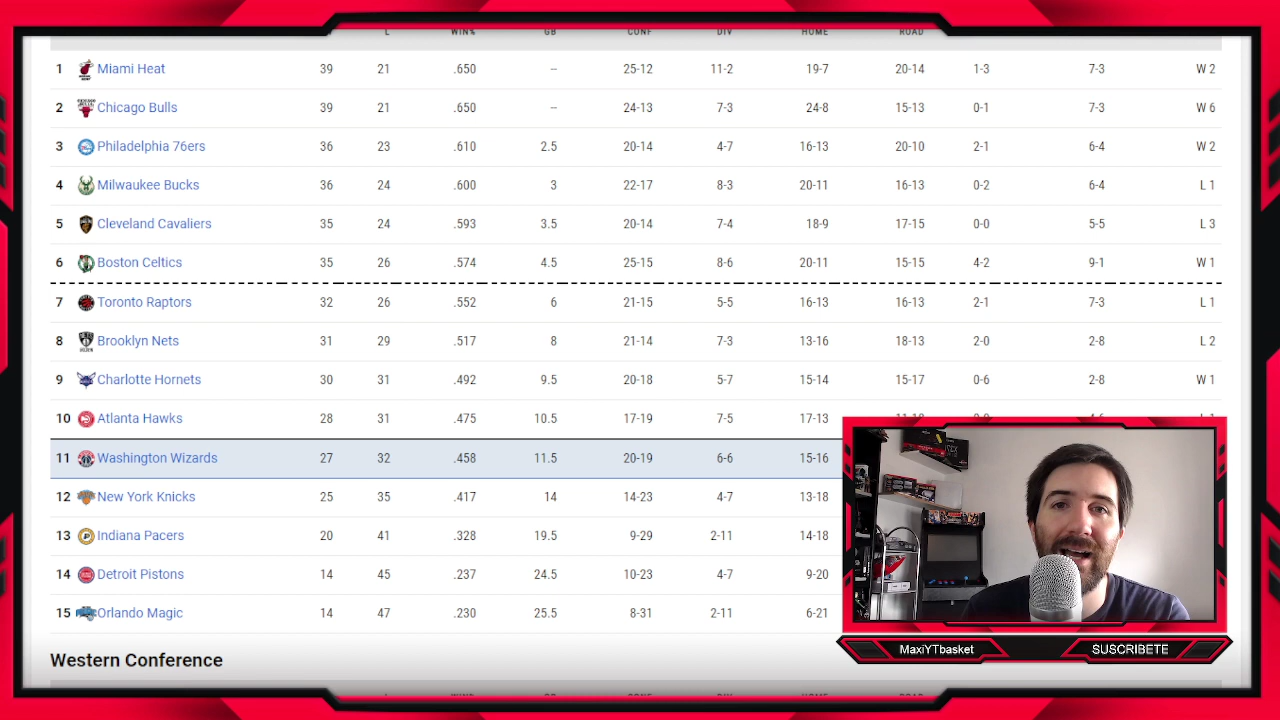 L WIN% GB CONF DIV HOME ROAD
1 Miami Heat 39 21 .650 -- 25-12 11-2 19-7 20-14 1-3 7-3 W 2
2 Chicago Bulls 39 21 .650 -- 24-13 7-3 24-8 15-13 0-1 7-3 W 6
3 Philadelphia 76ers 36 23 .610 2.5 20-14 4-7 16-13 20-10 2-1 6-4 W 2
4 Milwaukee Bucks 36 24 .600 3 22-17 8-3 20-11 16-13 0-2 6-4 L 1
5 Cleveland Cavaliers 35 24 .593 3.5 20-14 7-4 18-9 17-15 0-0 5-5 L 3
6 Boston Celtics 35 26 .574 4.5 25-15 8-6 20-11 15-15 4-2 9-1 W 1
7 Toronto Raptors 32 26 .552 6 21-15 5-5 16-13 16-13 2-1 7-3 L 1
8 Brooklyn Nets 31 29 .517 8 21-14 7-3 13-16 18-13 2-0 2-8 L 2
9 Charlotte Hornets 30 31 .492 9.5 20-18 5-7 15-14 15-17 0-6 2-8 W 1
10 Atlanta Hawks 28 31 .475 10.5 17-19 7-5 17-13
11 Washington Wizards 27 32 .458 11.5 20-19 6-6 15-16
12 New York Knicks 25 35 .417 14 14-23 4-7 13-18
13 Indiana Pacers 20 41 .328 19.5 9-29 2-11 14-18
14 Detroit Pistons 14 45 .237 24.5 10-23 4-7 9-20
15 Orlando Magic 14 47 .230 25.5 8-31 2-11 6-21
MaxiYTbasket SUSCRIBETE
Western Conference
L WIN% GB CONF DIV HOME ROAD